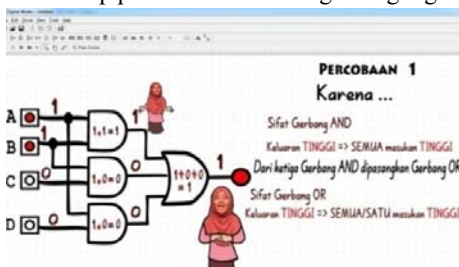 PERCOBAAN 1
Karena ...
A
1
1.1=1
1
B
1
C
0
1.0=0
0
1+0+0
= 1
1
D
0
1.0=0
0
Sifat Gerbang AND
Keluaran TINGGI => SEMUA masukan TINGGI
Dari ketiga Gerbang AND dipasangkan Gerbang OR
Sifat Gerbang OR
Keluaran TINGGI => SEMUA/SATU masukan TINGGI